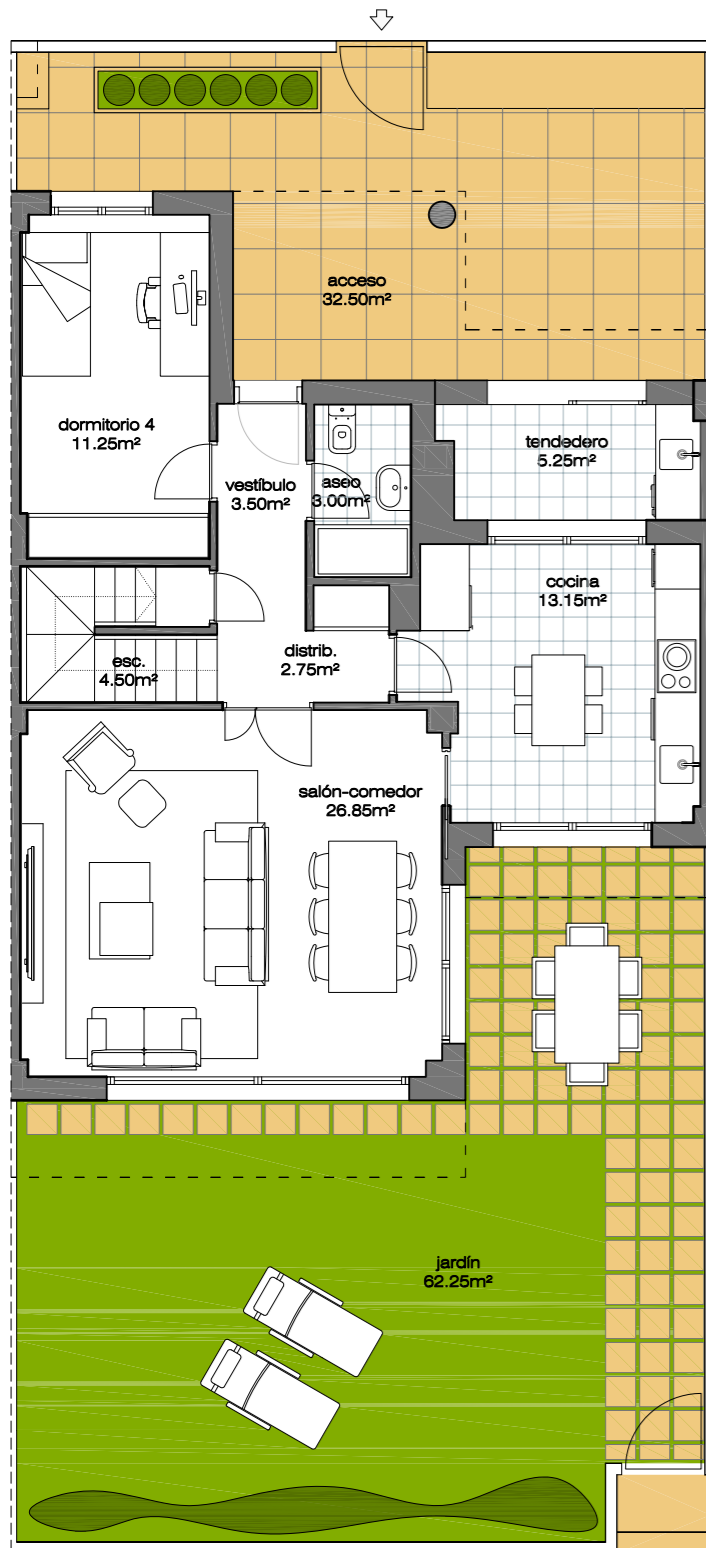 acceso
32.50m²
dormitorio 4
11.25m²
tendedero
5.25m²
vestíbulo
3.50m²
aseo
3.00m²
cocina
13.15m²
esc.
4.50m²
distrib.
2.75m²
salón-comedor
26.85m²
jardín
62.25m²